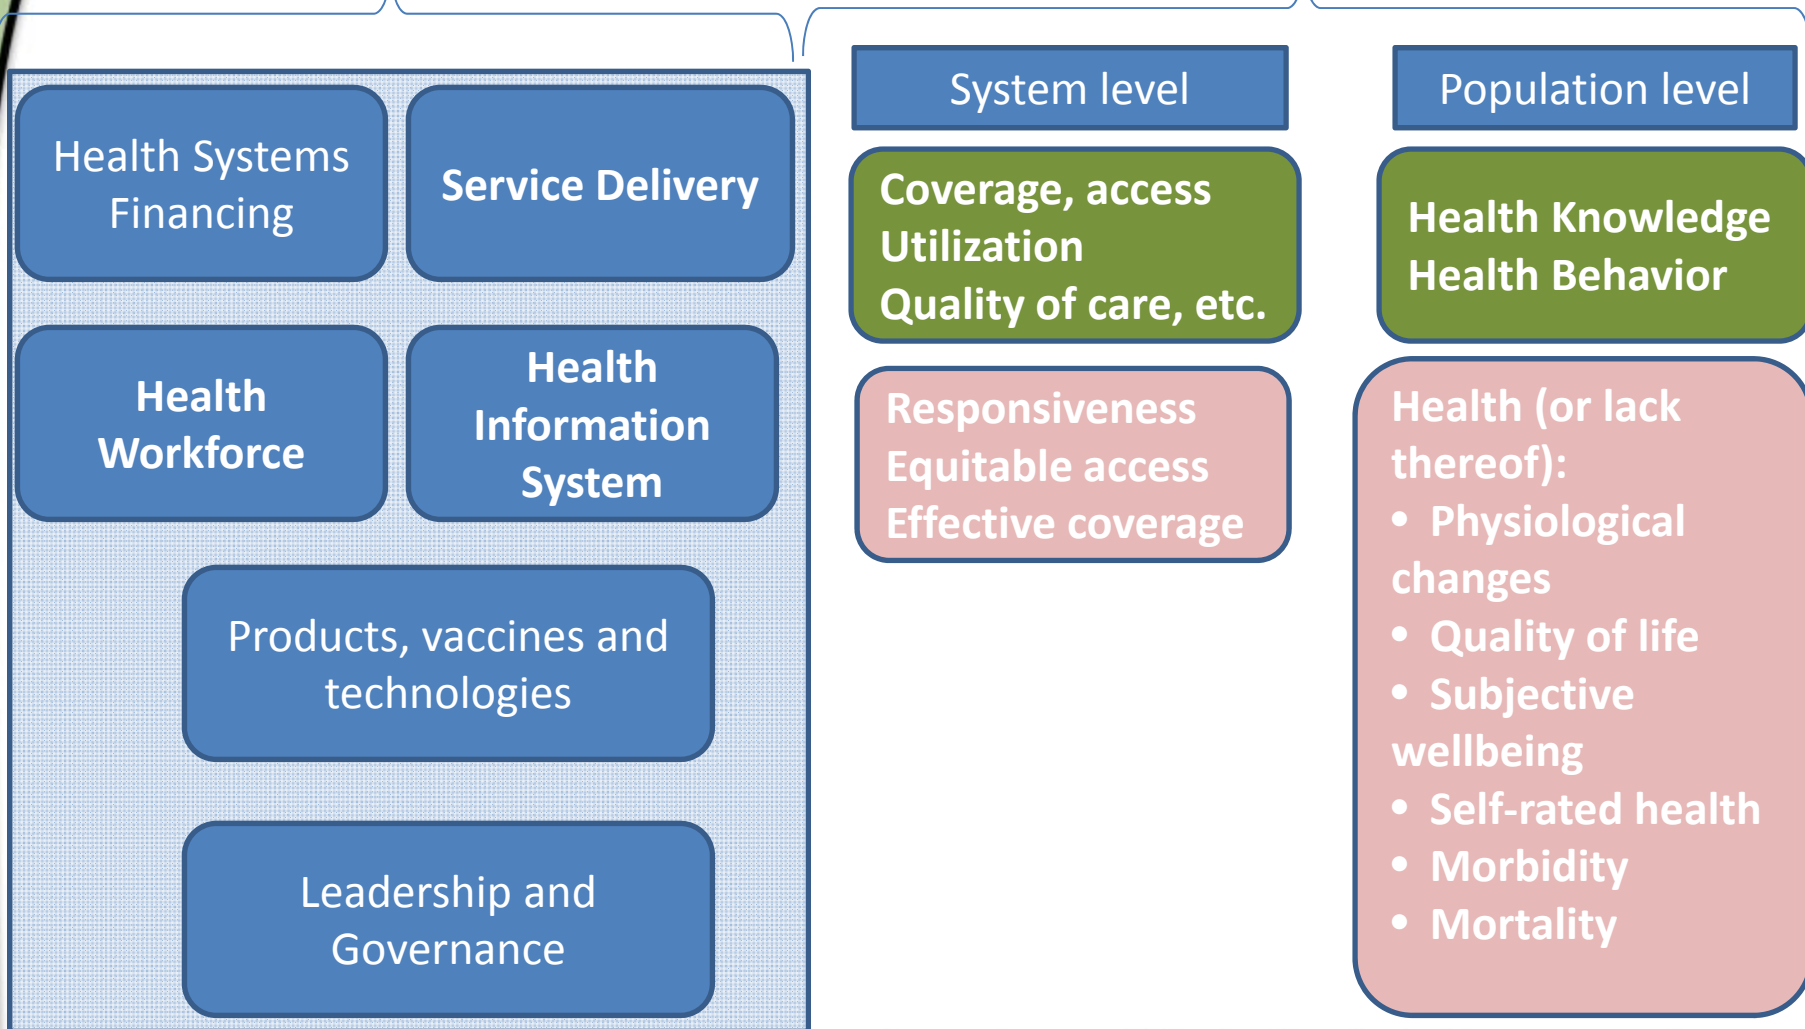 Health Systems
Financing
Service Delivery
Health
Workforce
Health
Information
System
Products, vaccines and
technologies
Leadership and
Governance
System level
Coverage, access
Utilization
Quality of care, etc.
Responsiveness
Equitable access
Effective coverage
Population level
Health Knowledge
Health Behavior
Health (or lack
thereof):
• Physiological
changes
• Quality of life
• Subjective
wellbeing
• Self-rated health
• Morbidity
• Mortality